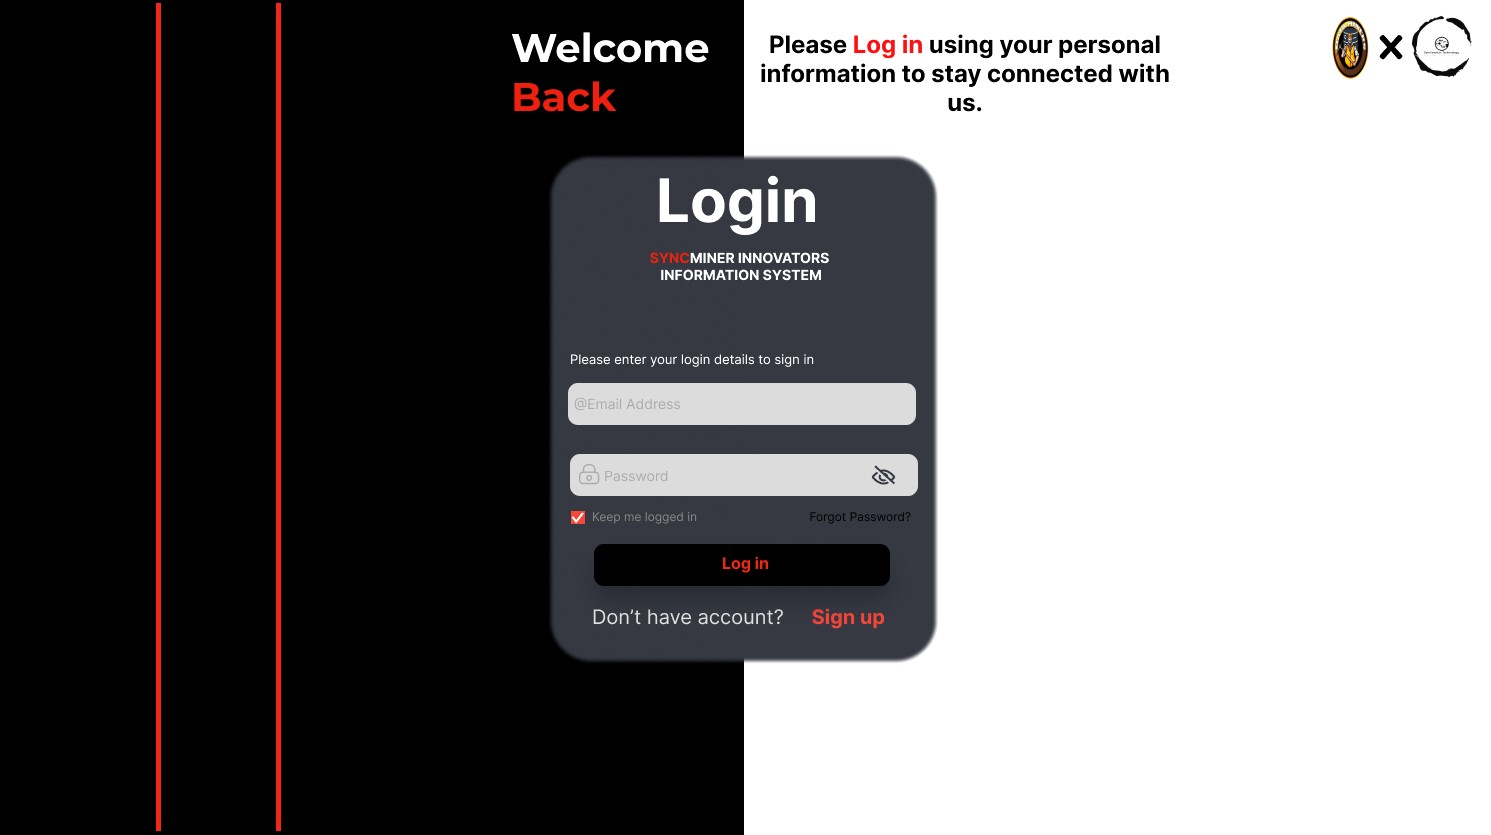 Welcome
Back
Please Log in using your personal
information to stay connected with
us.
Login
SYNCMINER INNOVATORS
INFORMATION SYSTEM
Please enter your login details to sign in
@Email Address
Password
Keep me logged in
Forgot Password?
Log in
Don’t have account? Sign up